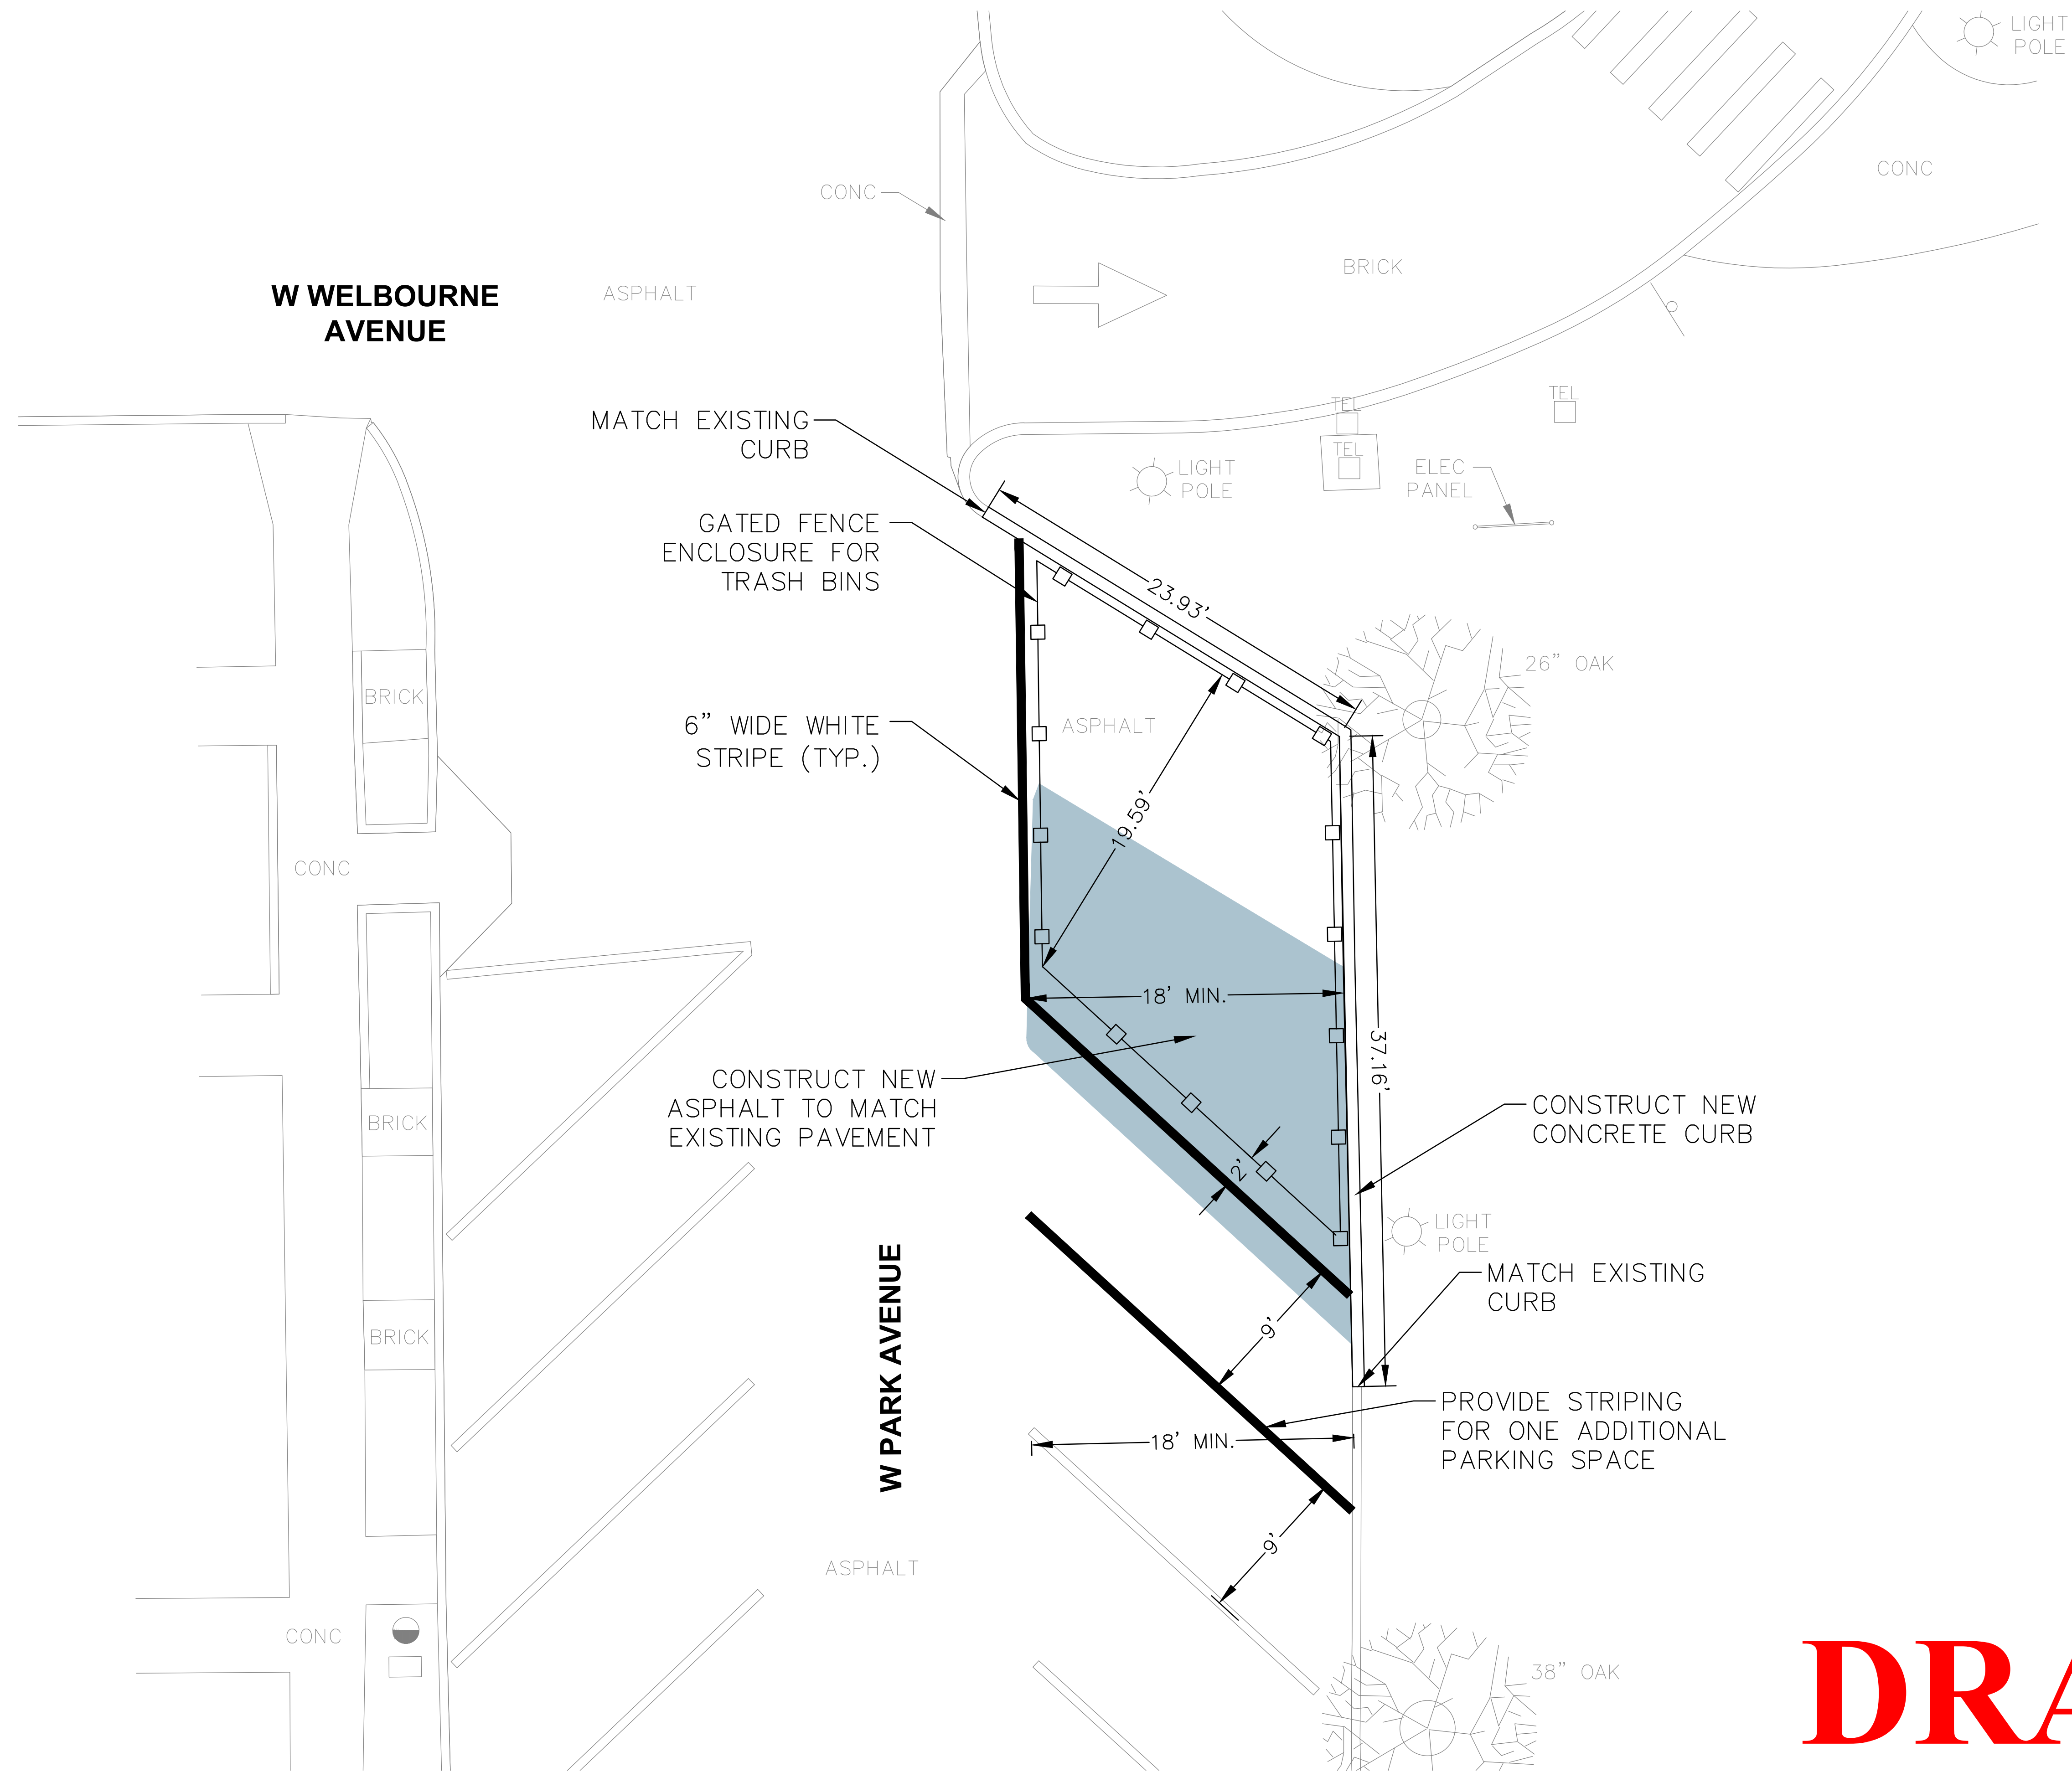 LIGHT
POLE
CONC
CONC
BRICK
W WELBOURNE
AVENUE
ASPHALT
MATCH EXISTING
CURB
TEL
TEL
TEL
LIGHT
POLE
ELEC
PANEL
GATED FENCE
ENCLOSURE FOR
TRASH BINS
23.93'
26" OAK
BRICK
6" WIDE WHITE
STRIPE (TYP.)
ASPHALT
19.59'
CONC
18' MIN.
37.16'
CONSTRUCT NEW
ASPHALT TO MATCH
EXISTING PAVEMENT
CONSTRUCT NEW
CONCRETE CURB
BRICK
2'
LIGHT
POLE
MATCH EXISTING
CURB
BRICK
9'
W PARK AVENUE
PROVIDE STRIPING
FOR ONE ADDITIONAL
PARKING SPACE
18' MIN.
9'
ASPHALT
CONC
38" OAK
DRA